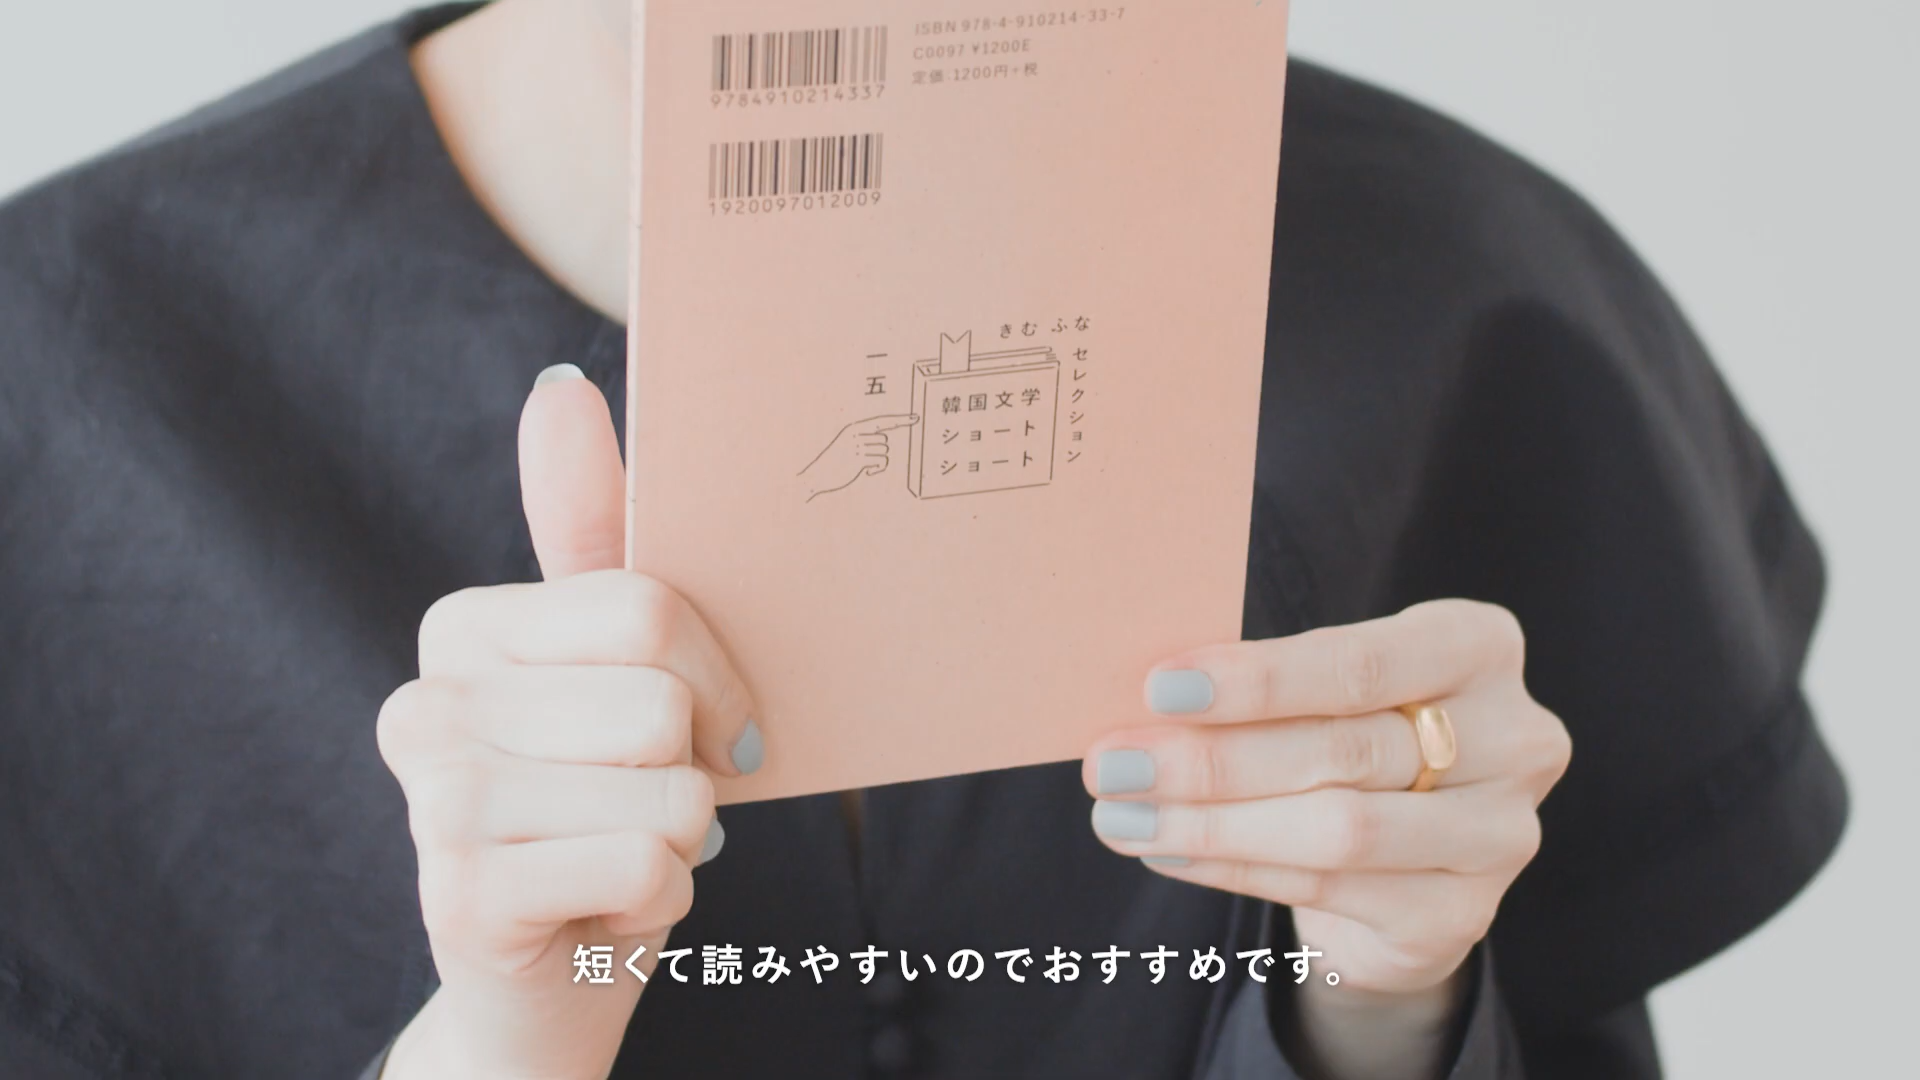 ISBN 978-4-910214-33-7
C0097 ¥1200E
定価:1200円+税
9784910214337
1920097012009
きむ ふな
セレクション
一五
韓国文学
ショート
ショート
短くて読みやすいのでおすすめです。